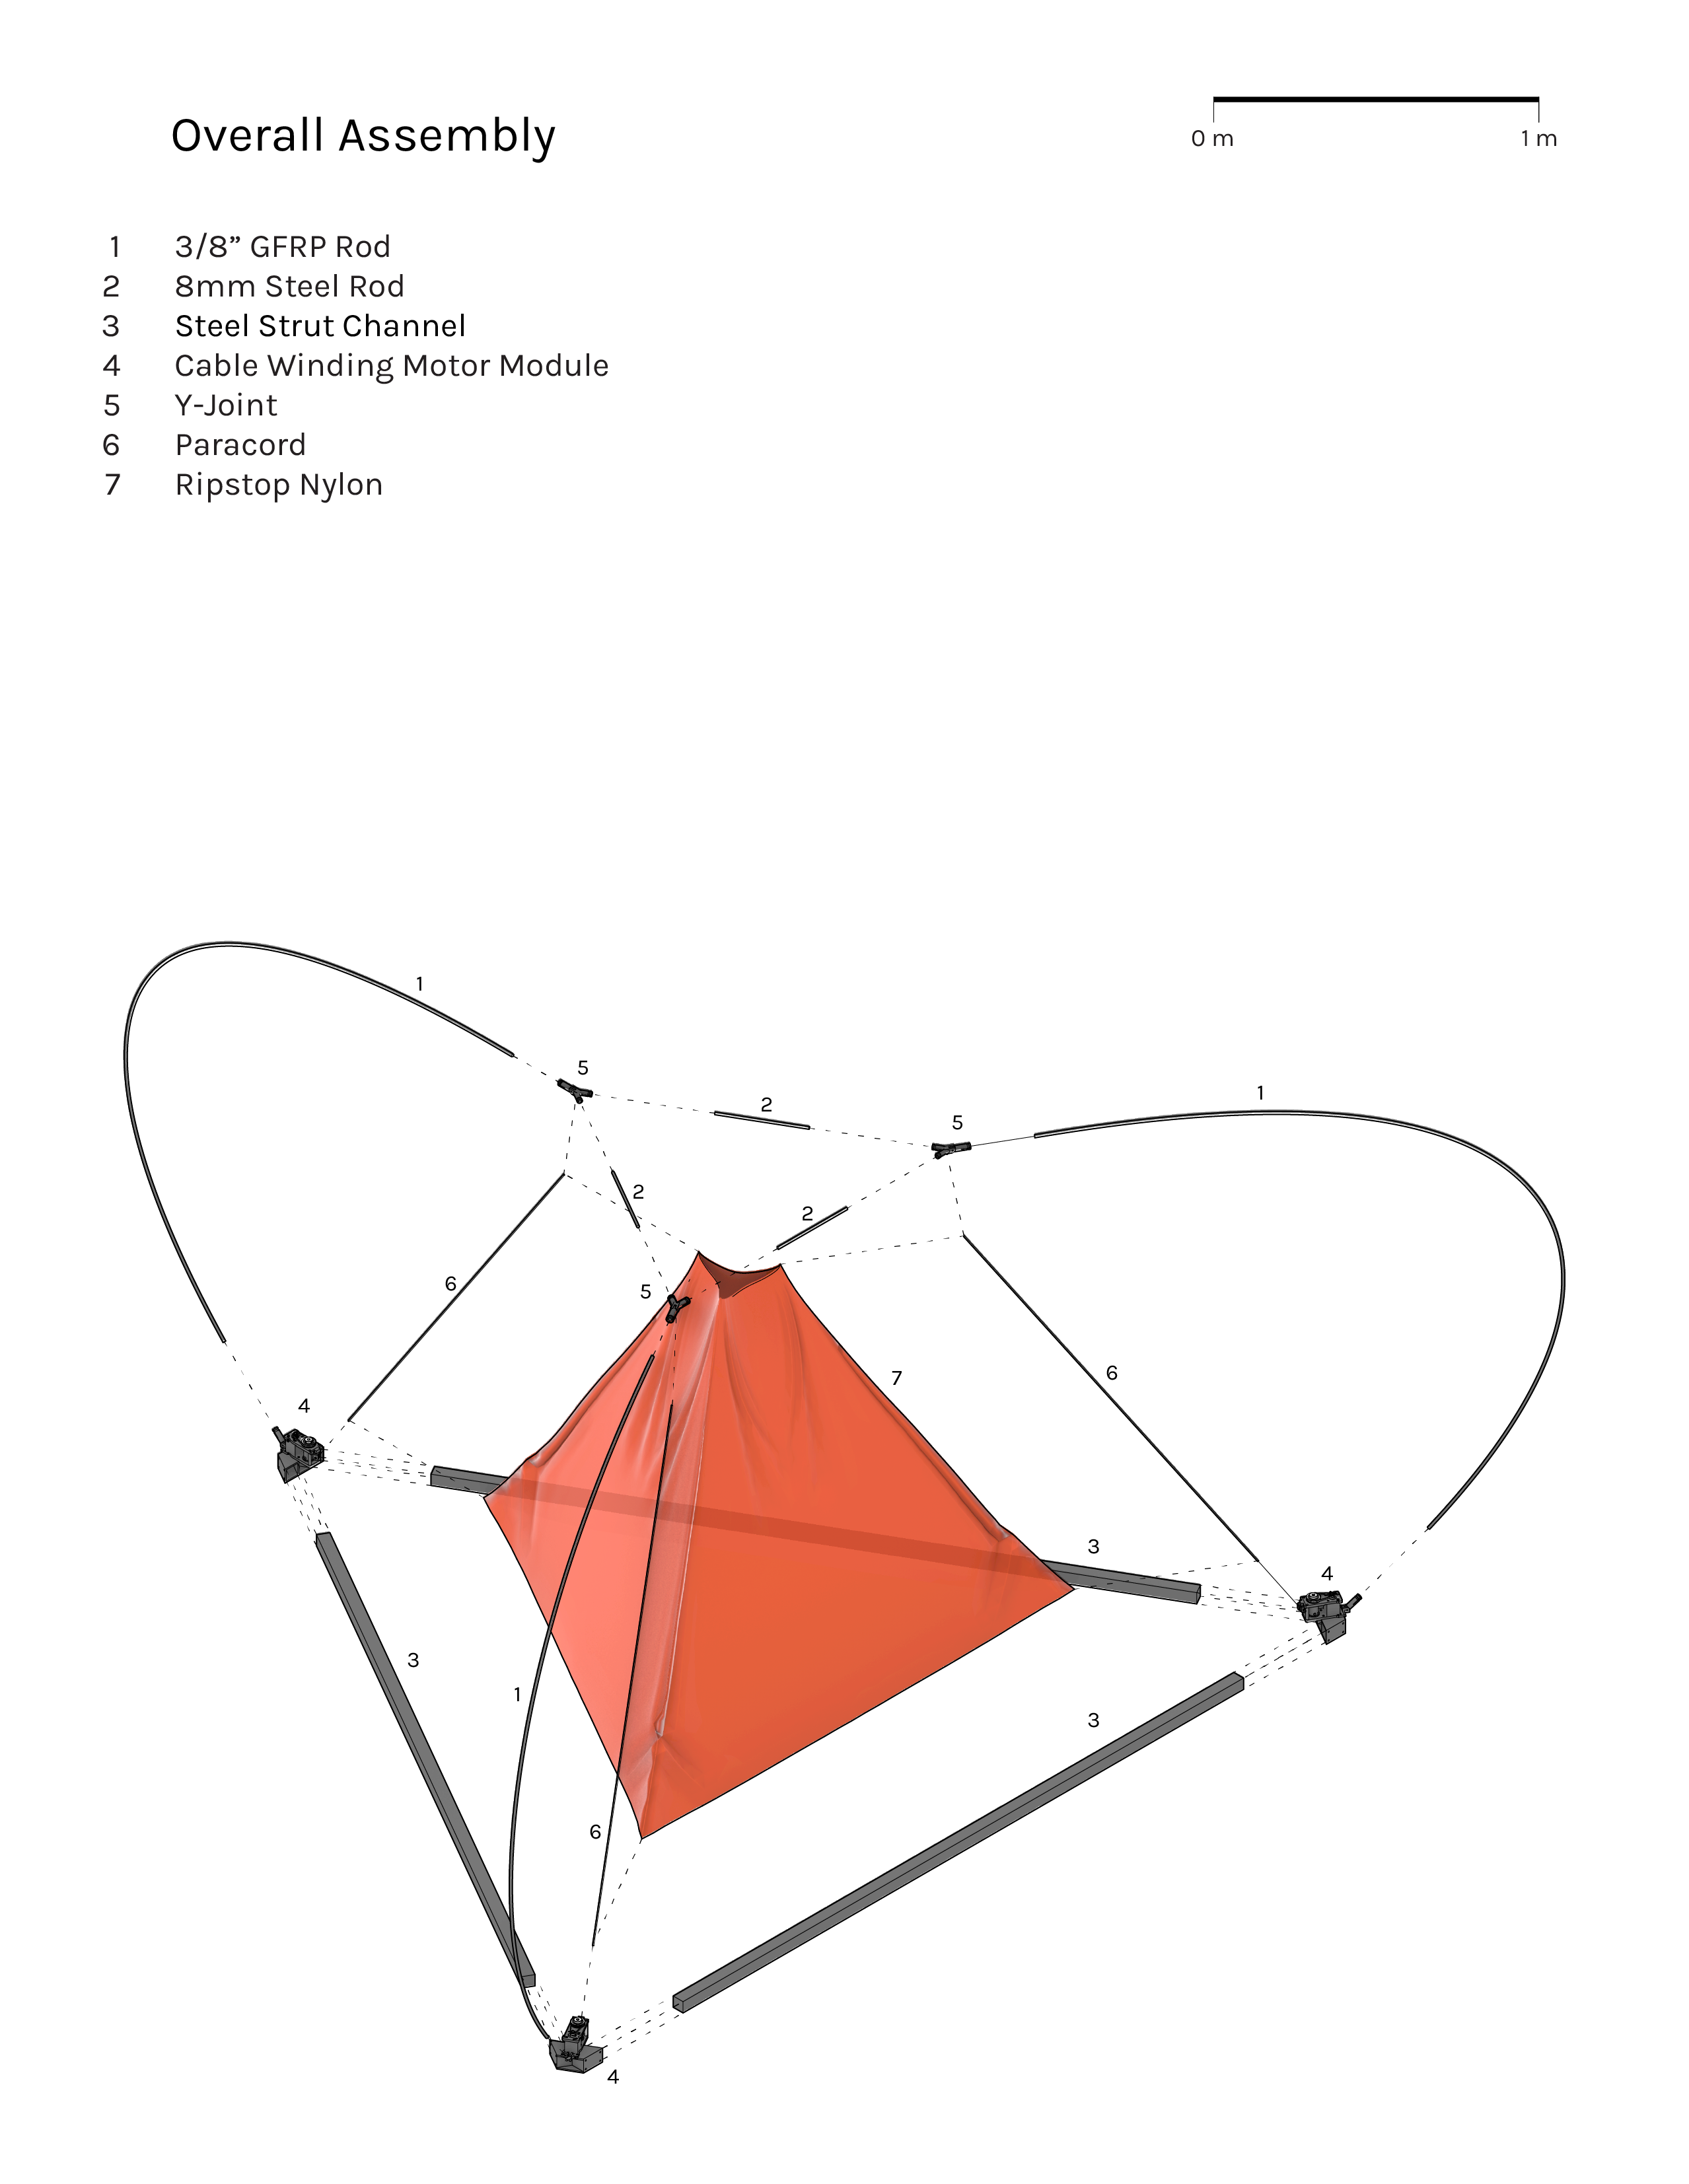 Overall Assembly
0 m 1 m
1 3/8” GFRP Rod
2 8mm Steel Rod
3 Steel Strut Channel
4 Cable Winding Motor Module
5 Y-Joint
6 Paracord
7 Ripstop Nylon
1
5
1
2
5
2
2
6
5
6
7
4
3
4
3
1
3
6
4